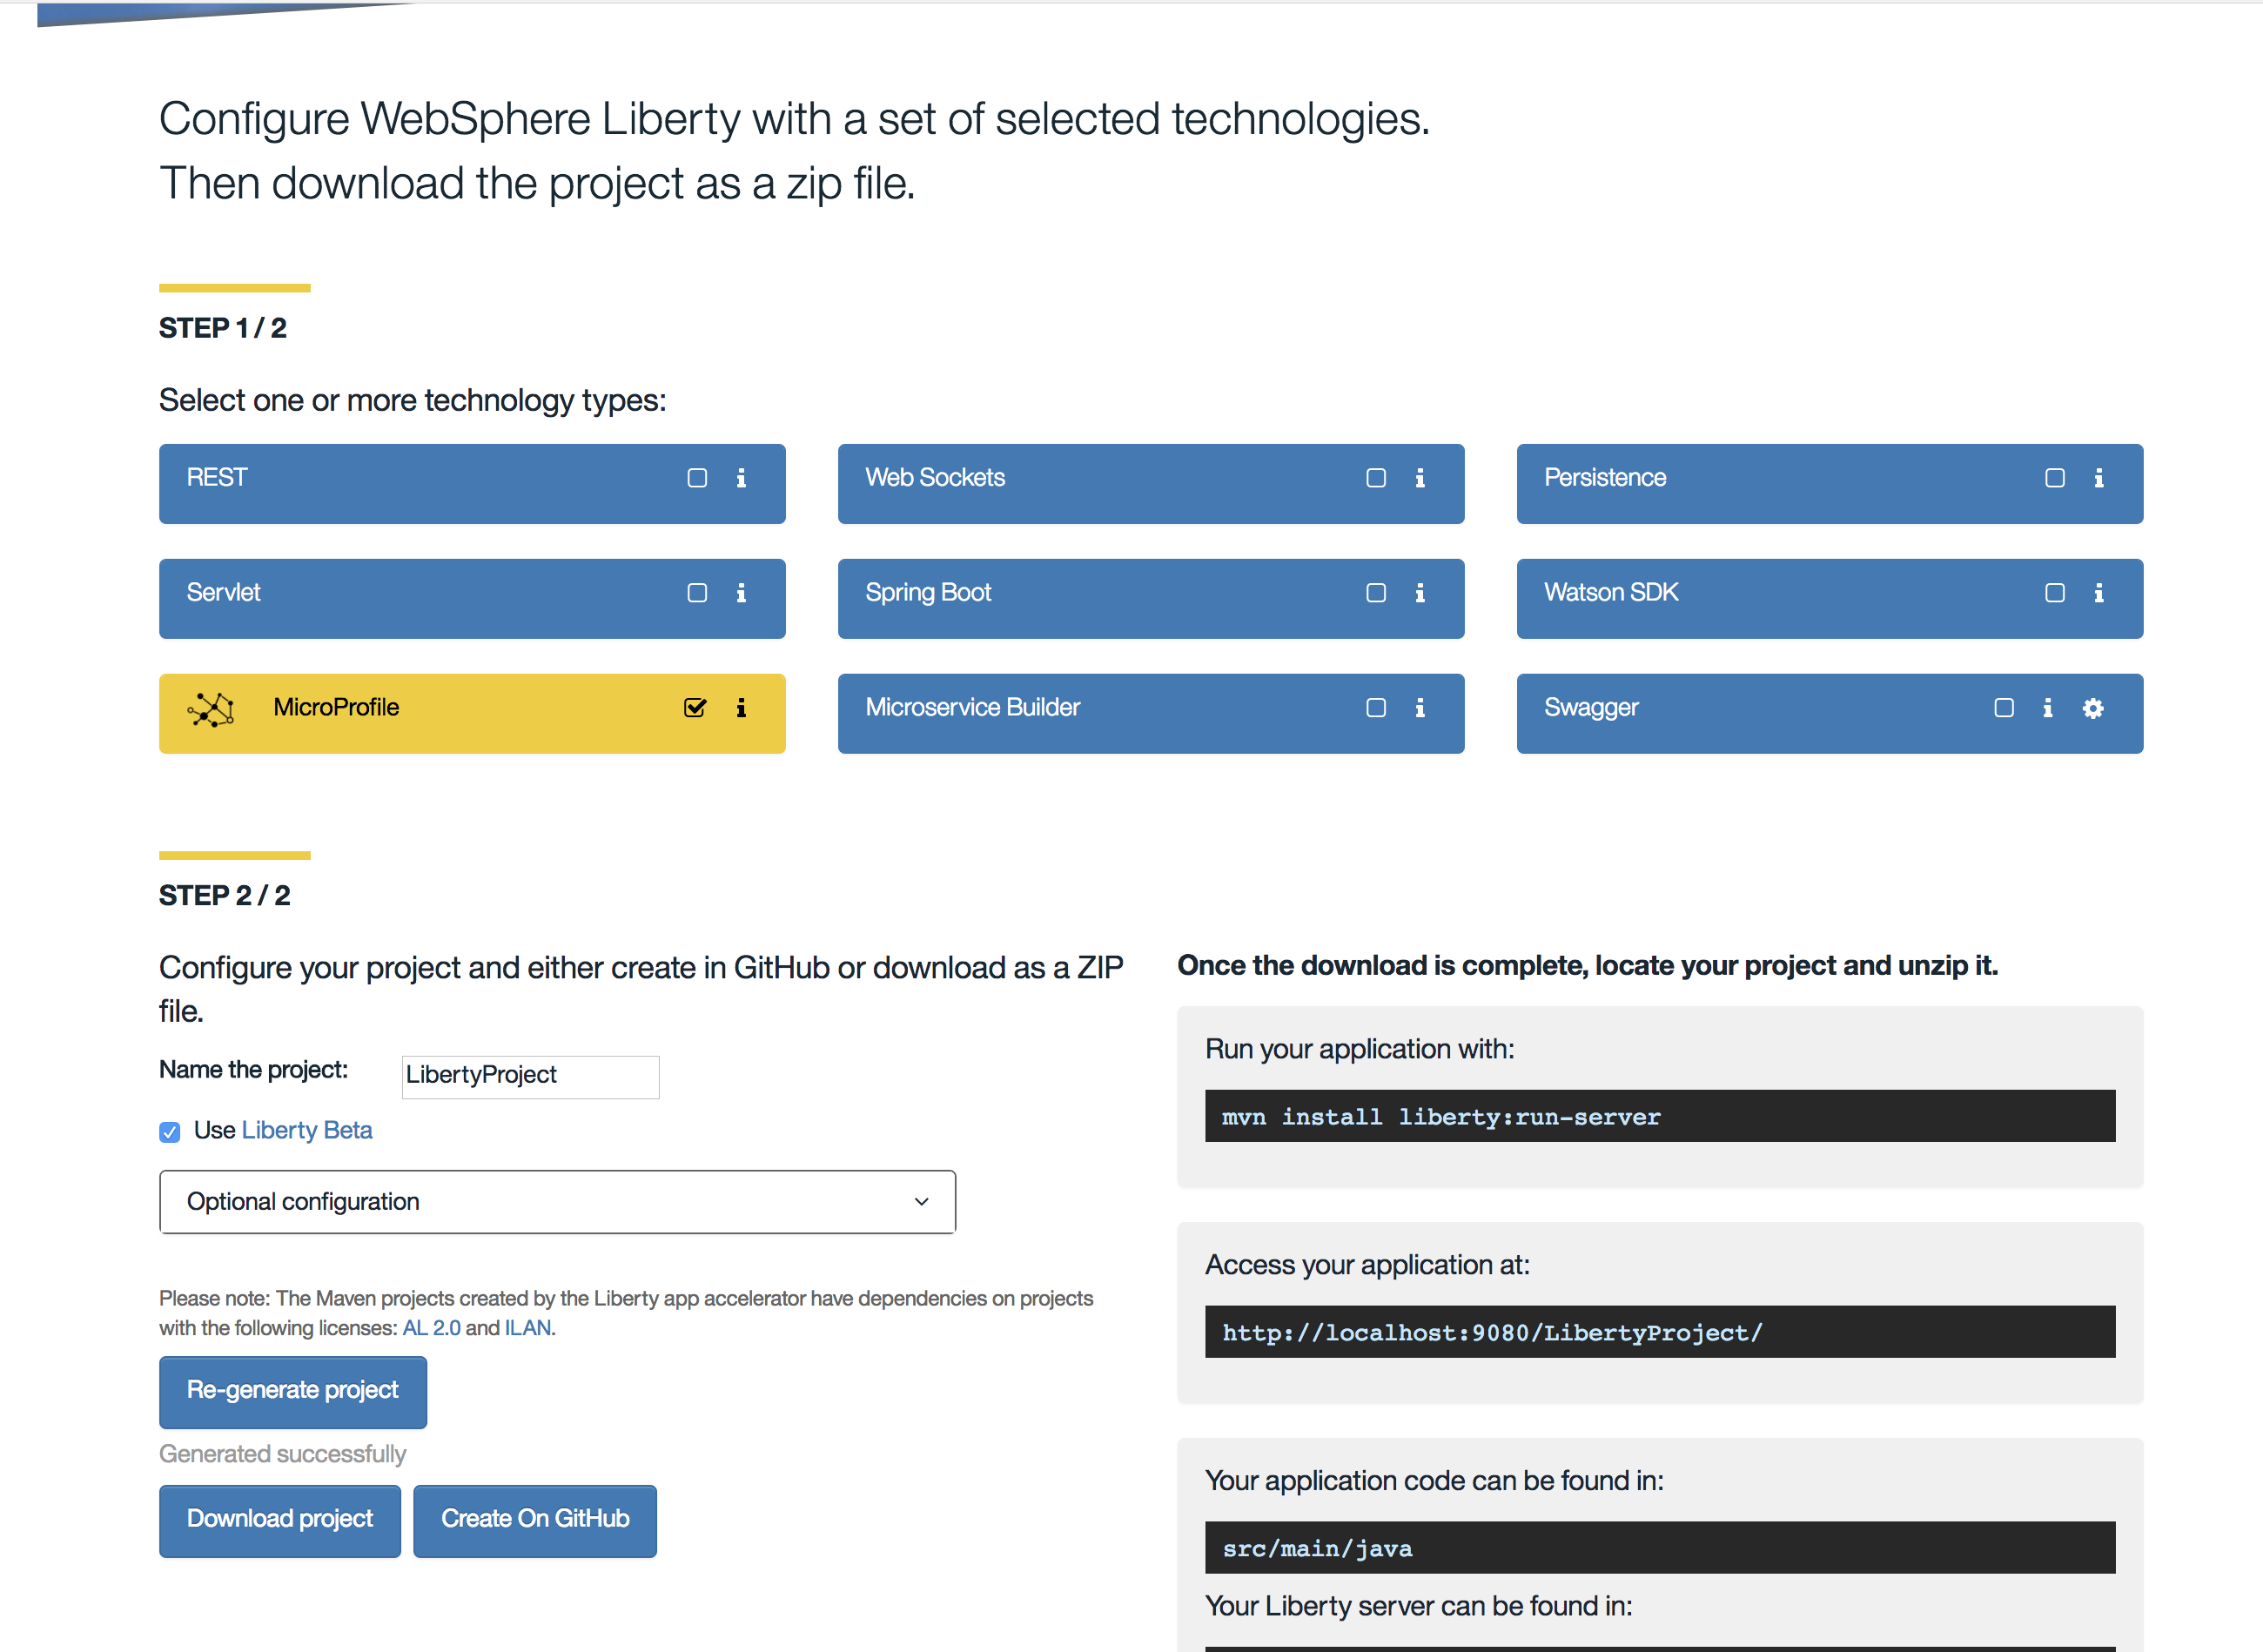 Configure WebSphere Liberty with a set of selected technologies.
Then download the project as a zip file.
STEP 1 / 2
Select one or more technology types:
REST
Web Sockets
Persistence
Servlet
Spring Boot
Watson SDK
MicroProfile
Microservice Builder
Swagger
STEP 2 / 2
Configure your project and either create in GitHub or download as a ZIP
file.
Name the project: LibertyProject
Use Liberty Beta
Optional configuration
Please note: The Maven projects created by the Liberty app accelerator have dependencies on projects
with the following licenses: AL 2.0 and ILAN.
Re-generate project
Generated successfully
Download project
Create On GitHub
Once the download is complete, locate your project and unzip it.
Run your application with:
mvn install liberty:run-server
Access your application at:
http://localhost:9080/LibertyProject/
Your application code can be found in:
src/main/java
Your Liberty server can be found in: